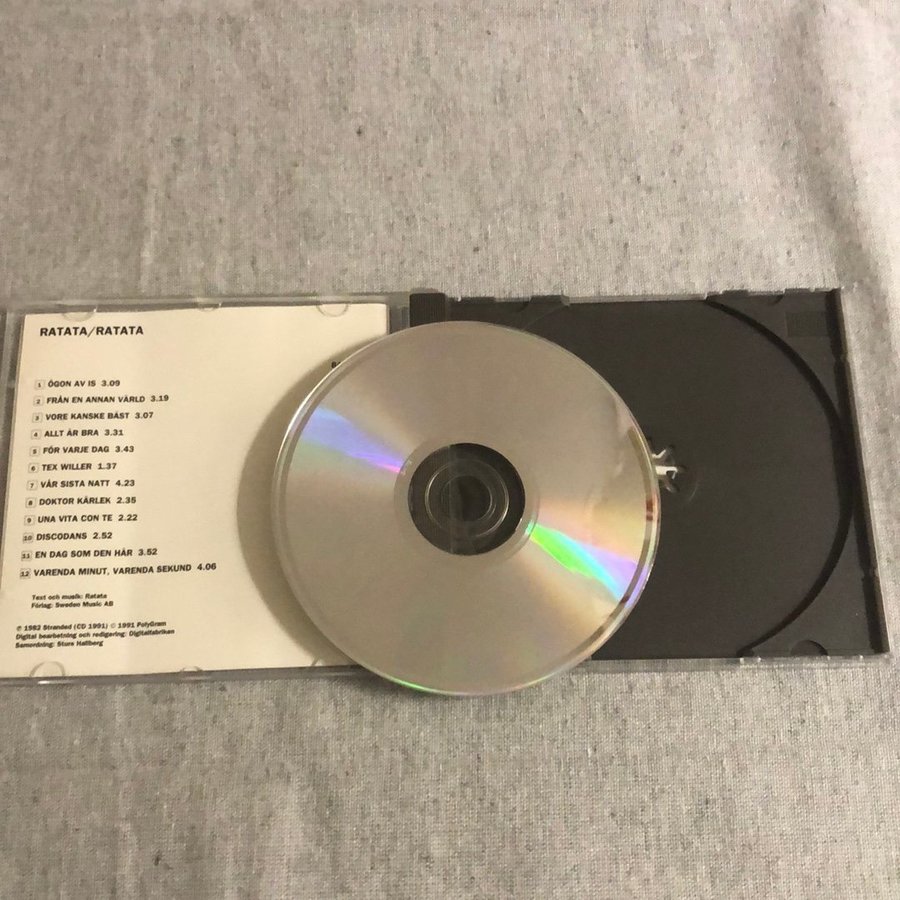 RATATA/RATATA
1 ÖGON AV IS 3.09
2 FRÅN EN ANNAN VÄRLD 3.19
3 VORE KANSKE BÄST 3.07
4 ALLT ÄR BRA 3.31
5 FÖR VARJE DAG 3.43
6 TEX WILLER 1.37
7 VÅR SISTA NATT 4.23
8 DOKTOR KÄRLEK 2.35
9 UNA VITA CON TE 2.22
10 DISCODANS 2.52
11 EN DAG SOM DEN HÄR 3.52
12 VARENDA MINUT, VARENDA SEKUND 4.06
Text och musik: Ratata
Förlag: Sweden Music AB
℗ 1982 Stranded (CD 1991) © 1991 PolyGram
Digital bearbetning och redigering: Digitalfabriken
Samordning: Sture Hallberg